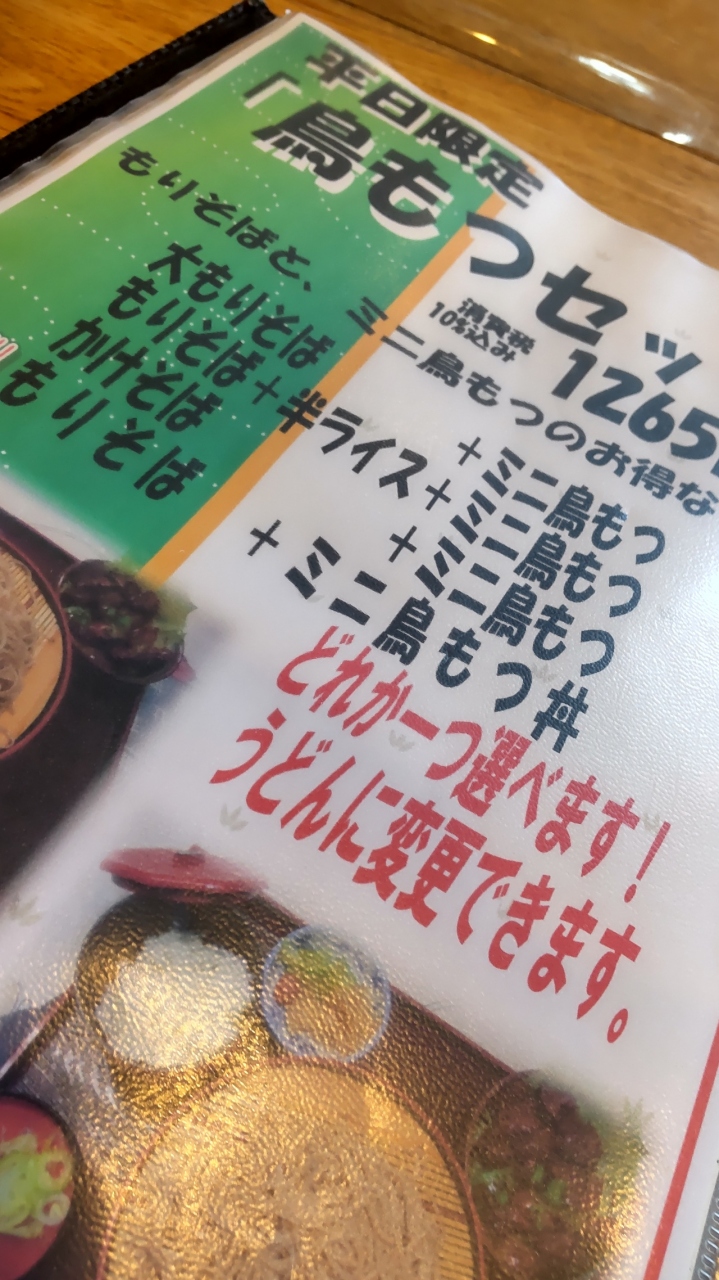 平日限定
「鳥もつセッ
消費税
10%込み
1265
もりそばと、ミニ鳥もつのお得な
大もりそば+ミニ鳥もつ
もりそば+半ライス+ミニ鳥もつ
かけそば+ミニ鳥もつ
もりそば+ミニ鳥もつ丼
どれか一つ選べます!
うどんに変更できます。